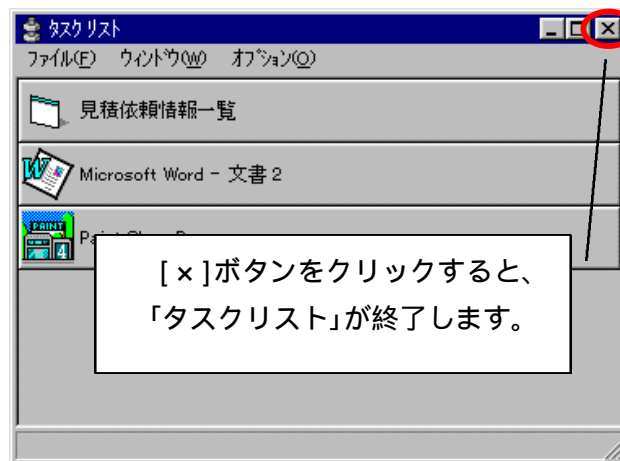 タスクリスト
ファイル(F) ウィンドウ(W) オプション(O)
見積依頼情報一覧
Microsoft Word - 文書 2
PAINT
4
[×]ボタンをクリックすると、
「タスクリスト」が終了します。